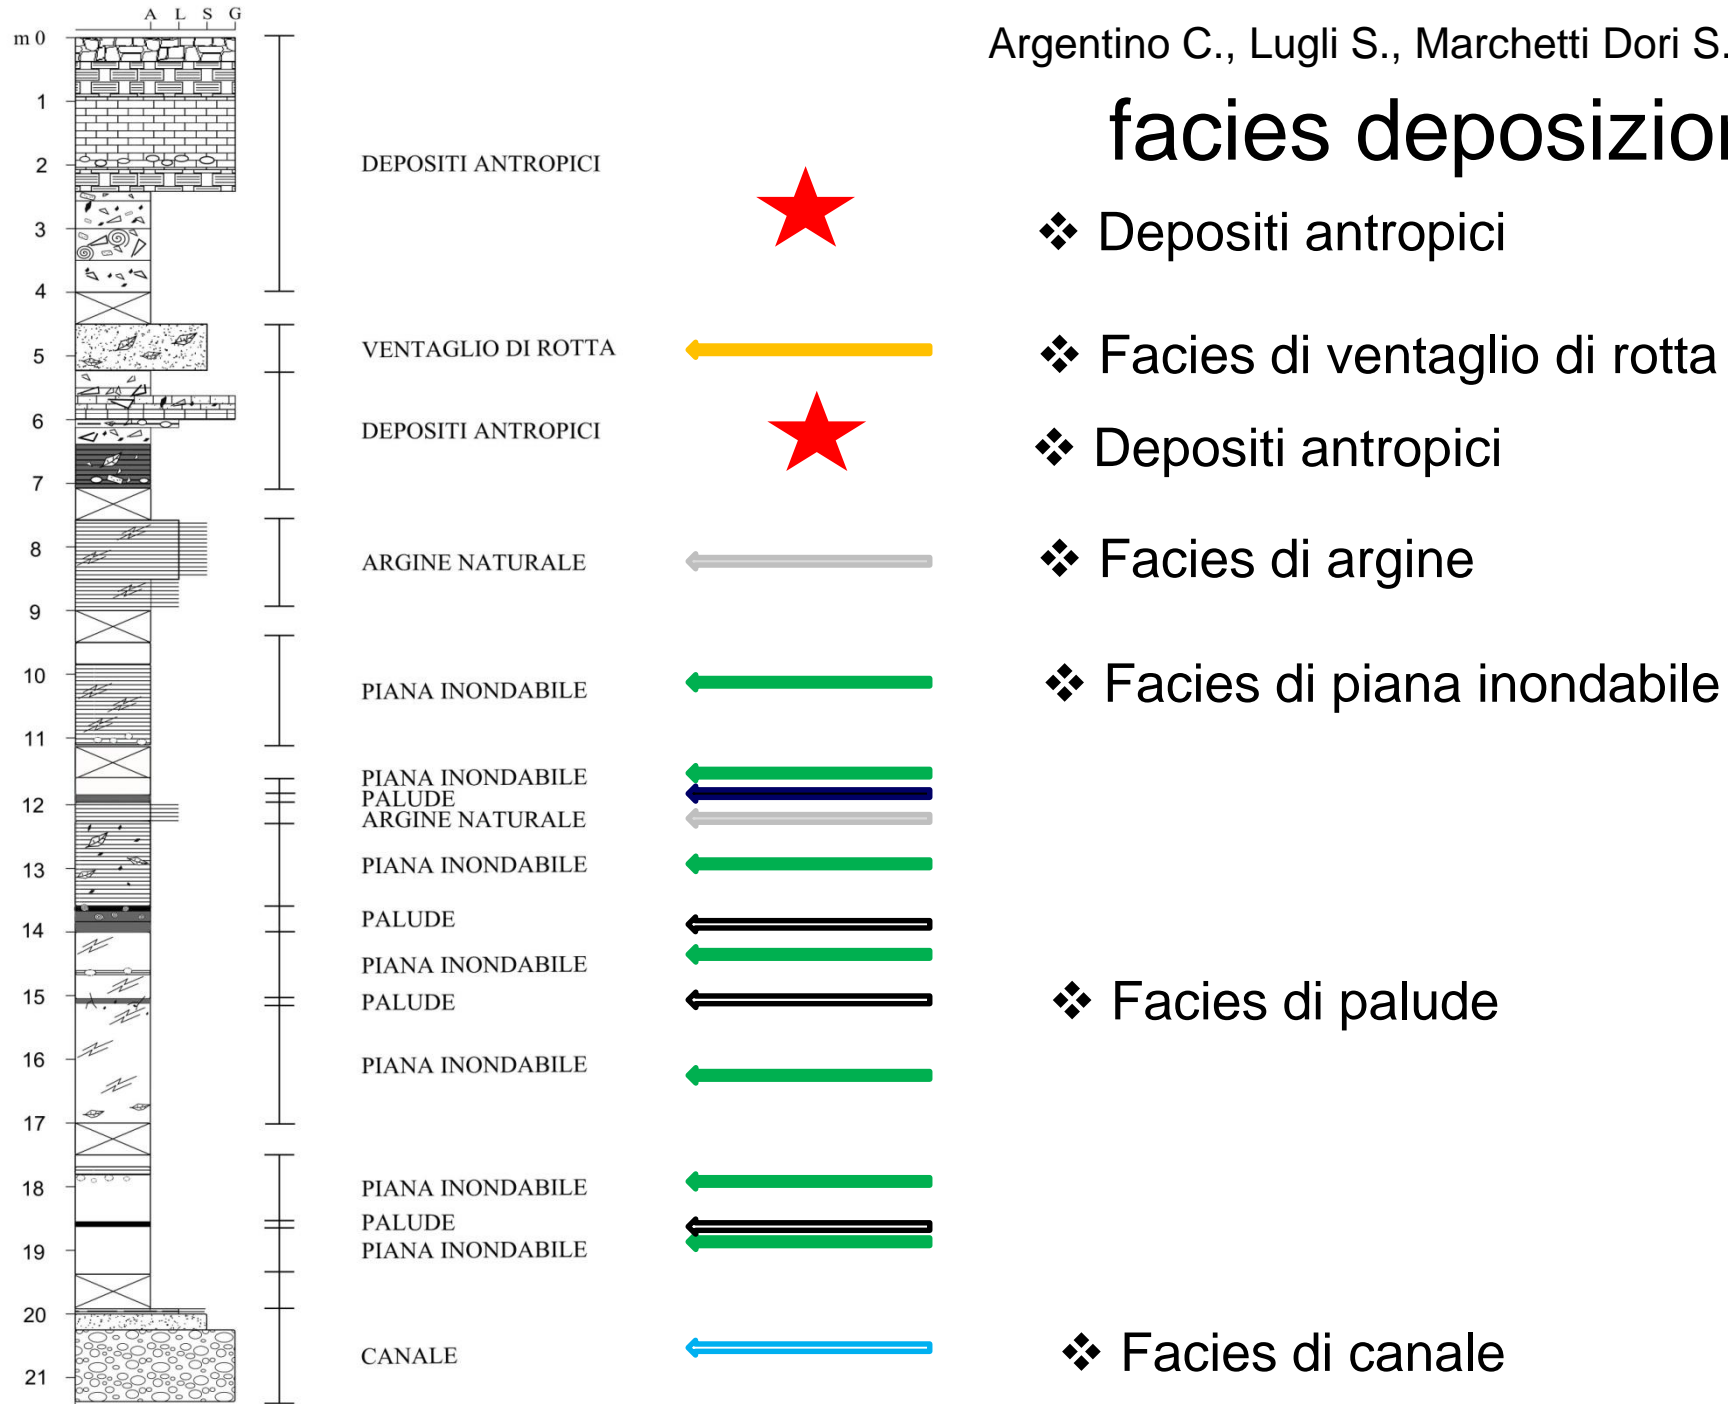 A L S G
m 0
1
2
3
4
5
6
7
8
9
10
11
12
13
14
15
16
17
18
19
20
21
DEPOSITI ANTROPICI
VENTAGLIO DI ROTTA
DEPOSITI ANTROPICI
ARGINE NATURALE
PIANA INONDABILE
PIANA INONDABILE
PALUDE
ARGINE NATURALE
PIANA INONDABILE
PALUDE
PIANA INONDABILE
PALUDE
PIANA INONDABILE
PIANA INONDABILE
PALUDE
PIANA INONDABILE
CANALE
Argentino C., Lugli S., Marchetti Dori S.
facies deposizion
❖ Depositi antropici
❖ Facies di ventaglio di rotta
❖ Depositi antropici
❖ Facies di argine
❖ Facies di piana inondabile
❖ Facies di palude
❖ Facies di canale